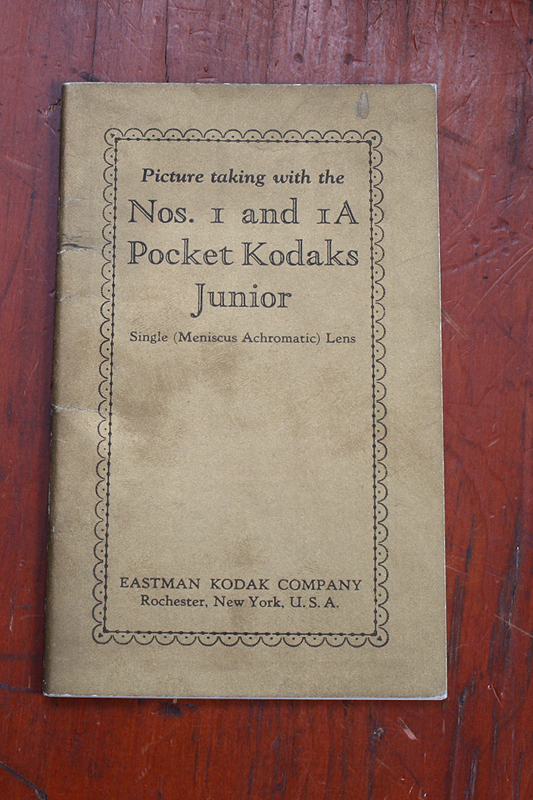 Picture taking with the
Nos. 1 and 1A
Pocket Kodaks
Junior
Single (Meniscus Achromatic) Lens
EASTMAN KODAK COMPANY
Rochester, New York, U. S. A.